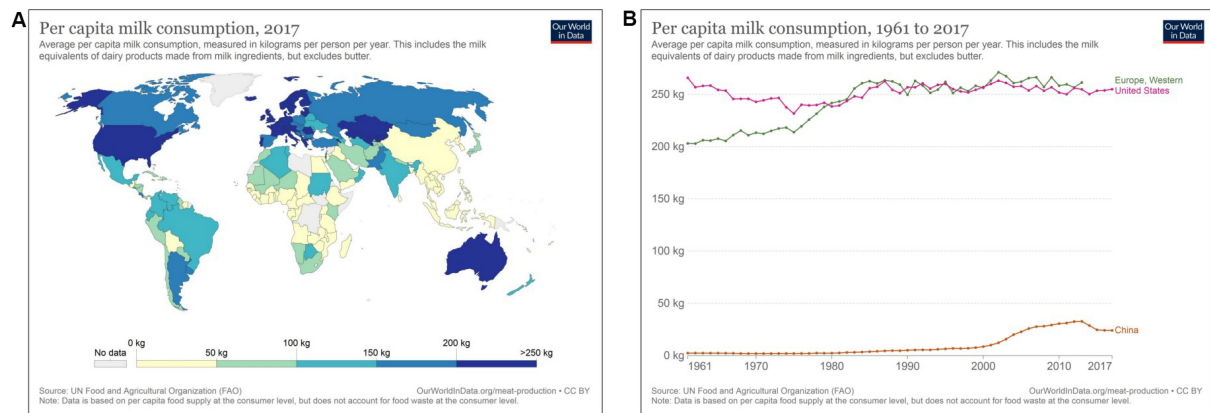 A
Per capita milk consumption, 2017
Our World
in Data
Average per capita milk consumption, measured in kilograms per person per year. This includes the milk
equivalents of dairy products made from milk ingredients, but excludes butter.
No data
0 kg
50 kg
100 kg
150 kg
200 kg
>250 kg
Source: UN Food and Agricultural Organization (FAO)
OurWorldInData.org/meat-production • CC BY
Note: Data is based on per capita food supply at the consumer level, but does not account for food waste at the consumer level.
B
Per capita milk consumption, 1961 to 2017
Our World
in Data
Average per capita milk consumption, measured in kilograms per person per year. This includes the milk
equivalents of dairy products made from milk ingredients, but excludes butter.
250 kg
200 kg
150 kg
100 kg
50 kg
0 kg
Europe, Western
United States
China
1961
1970
1980
1990
2000
2010
2017
Source: UN Food and Agricultural Organization (FAO)
OurWorldInData.org/meat-production • CC BY
Note: Data is based on per capita food supply at the consumer level, but does not account for food waste at the consumer level.